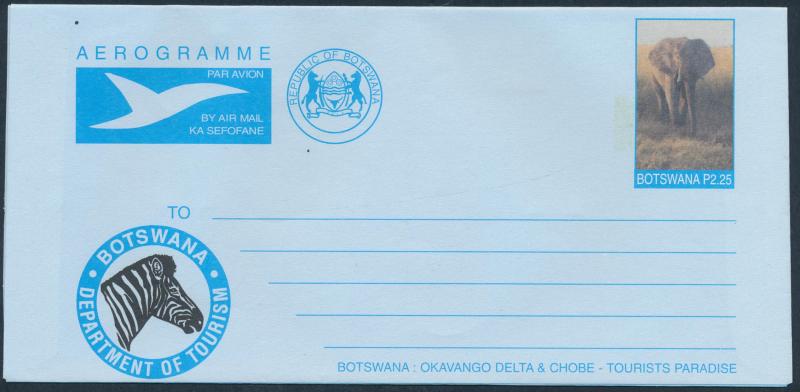 AEROGRAMME
PAR AVION
BY AIR MAIL
KA SEFOFANE
REPUBLIC OF BOTSWANA
BOTSWANA P2.25
TO
BOTSWANA
DEPARTMENT OF TOURISM
BOTSWANA : OKAVANGO DELTA & CHOBE - TOURISTS PARADISE